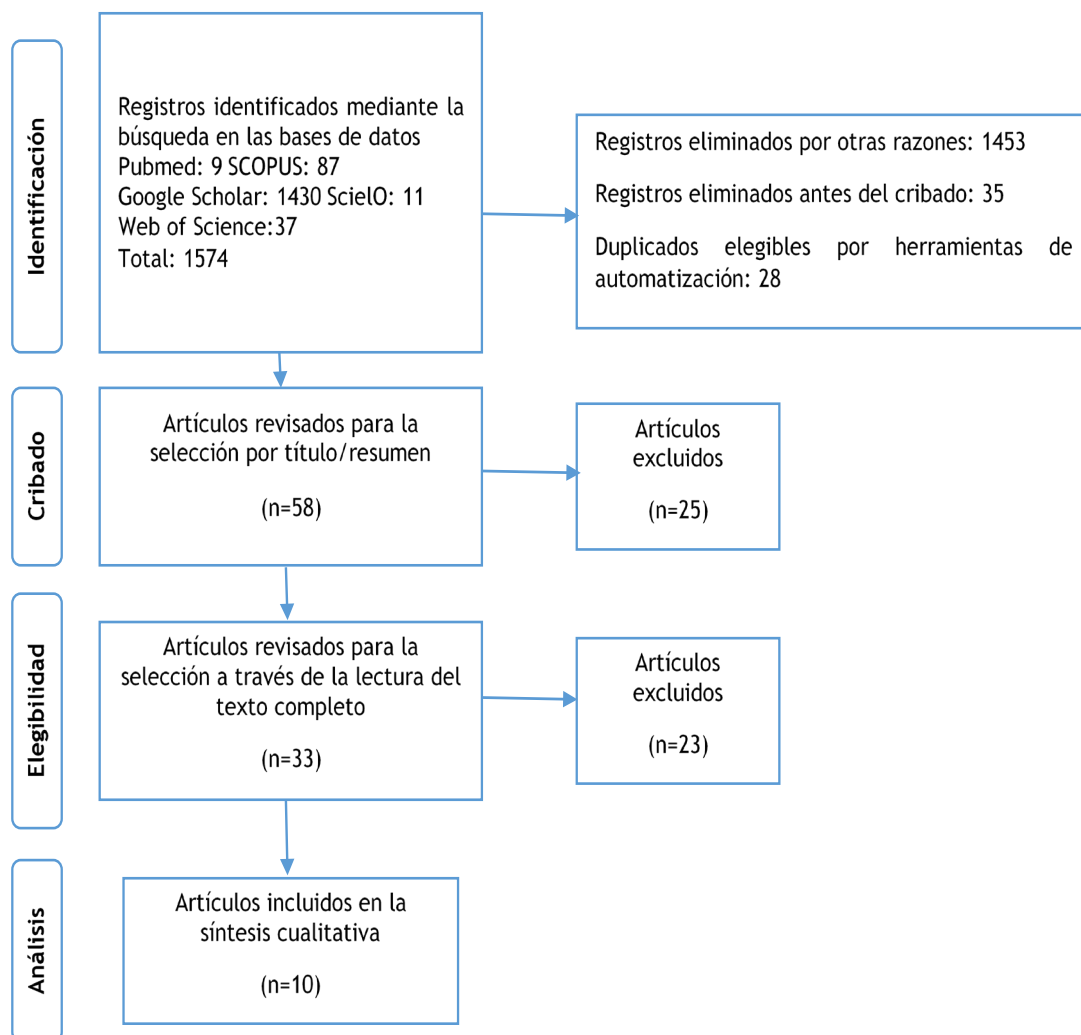 Identificación
Registros identificados mediante la
búsqueda en las bases de datos
Pubmed: 9 SCOPUS: 87
Google Scholar: 1430 ScielO: 11
Web of Science:37
Total: 1574
Registros eliminados por otras razones: 1453
Registros eliminados antes del cribado: 35
Duplicados elegibles por herramientas de
automatización: 28
Cribado
Artículos revisados para la
selección por título/resumen
(n=58)
Artículos
excluidos
(n=25)
Elegibilidad
Artículos revisados para la
selección a través de la lectura del
texto completo
(n=33)
Artículos
excluidos
(n=23)
Análisis
Artículos incluidos en la
síntesis cualitativa
(n=10)